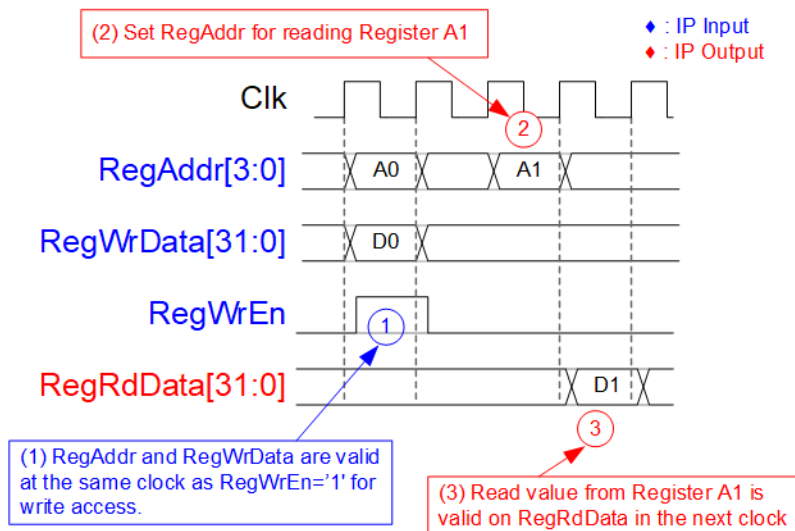 (2) Set RegAddr for reading Register A1
♦ : IP Input
♦ : IP Output
Clk
2
RegAddr[3:0]
A0
A1
RegWrData[31:0]
D0
RegWrEn
1
RegRdData[31:0]
D1
3
(1) RegAddr and RegWrData are valid
at the same clock as RegWrEn='1' for
write access.
(3) Read value from Register A1 is
valid on RegRdData in the next clock